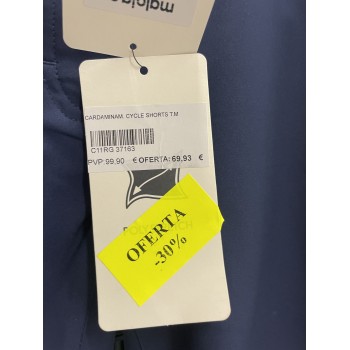 maloja
CARDAMINAM. CYCLE SHORTS T.M
C11RG 37163
PVP:99,90 € OFERTA: 69,93 €
OFERTA
-30%